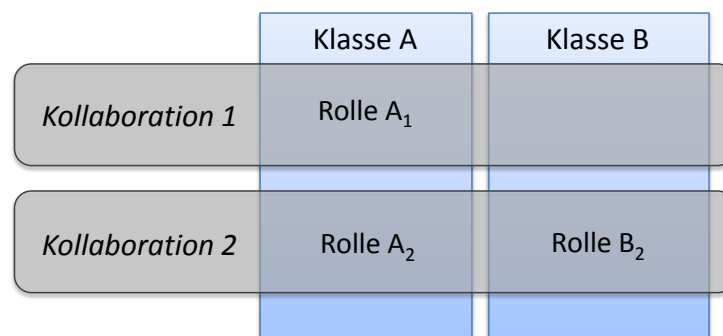 Klasse A Klasse B
Kollaboration 1 Rolle A₁
Kollaboration 2 Rolle A₂ Rolle B₂